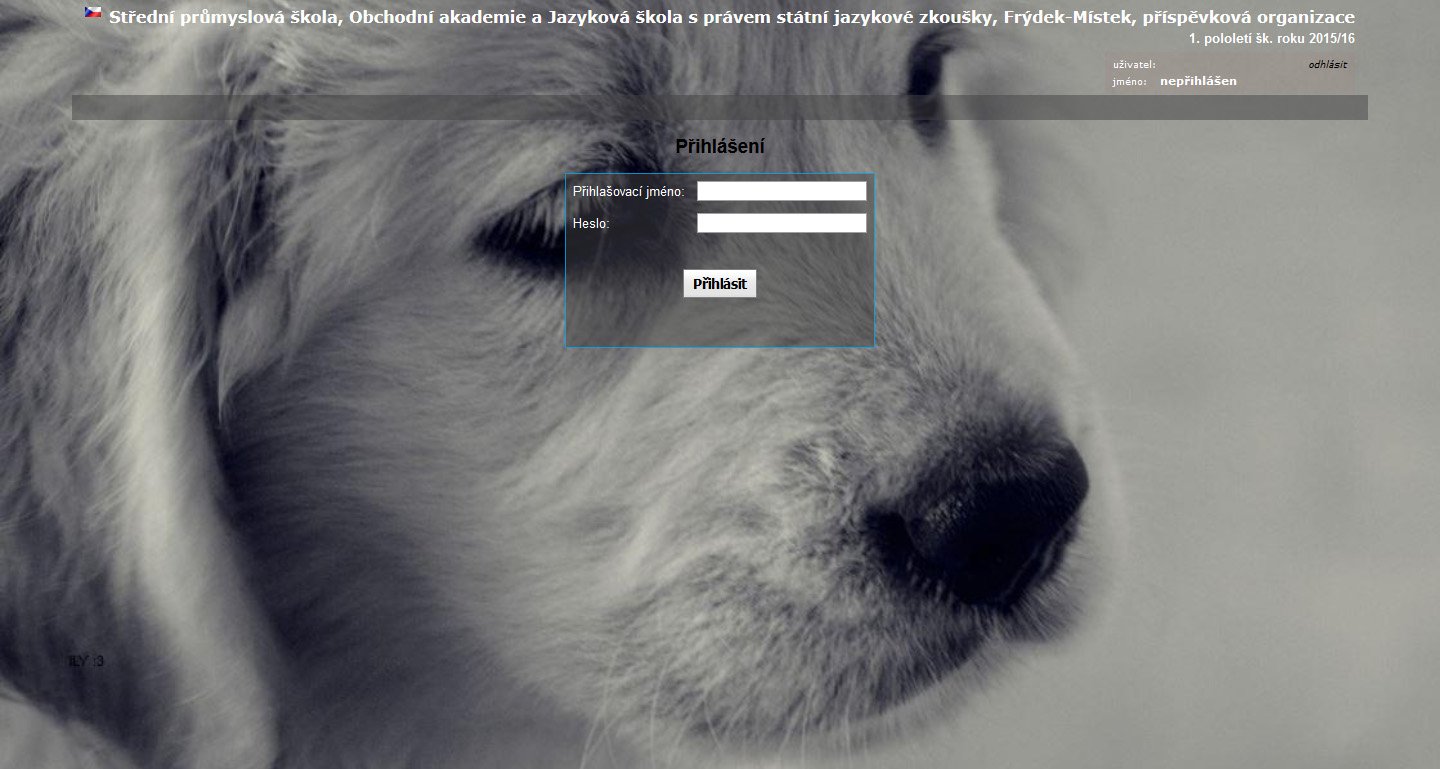 Střední průmyslová škola, Obchodní akademie a Jazyková škola s právem státní jazykové zkoušky, Frýdek-Místek, příspěvková organizace
1. pololetí šk. roku 2015/16
uživatel: odhlásit
jméno: nepřihlášen
Přihlášení
Přihlašovací jméno:
Heslo:
Přihlásit
ILY :3